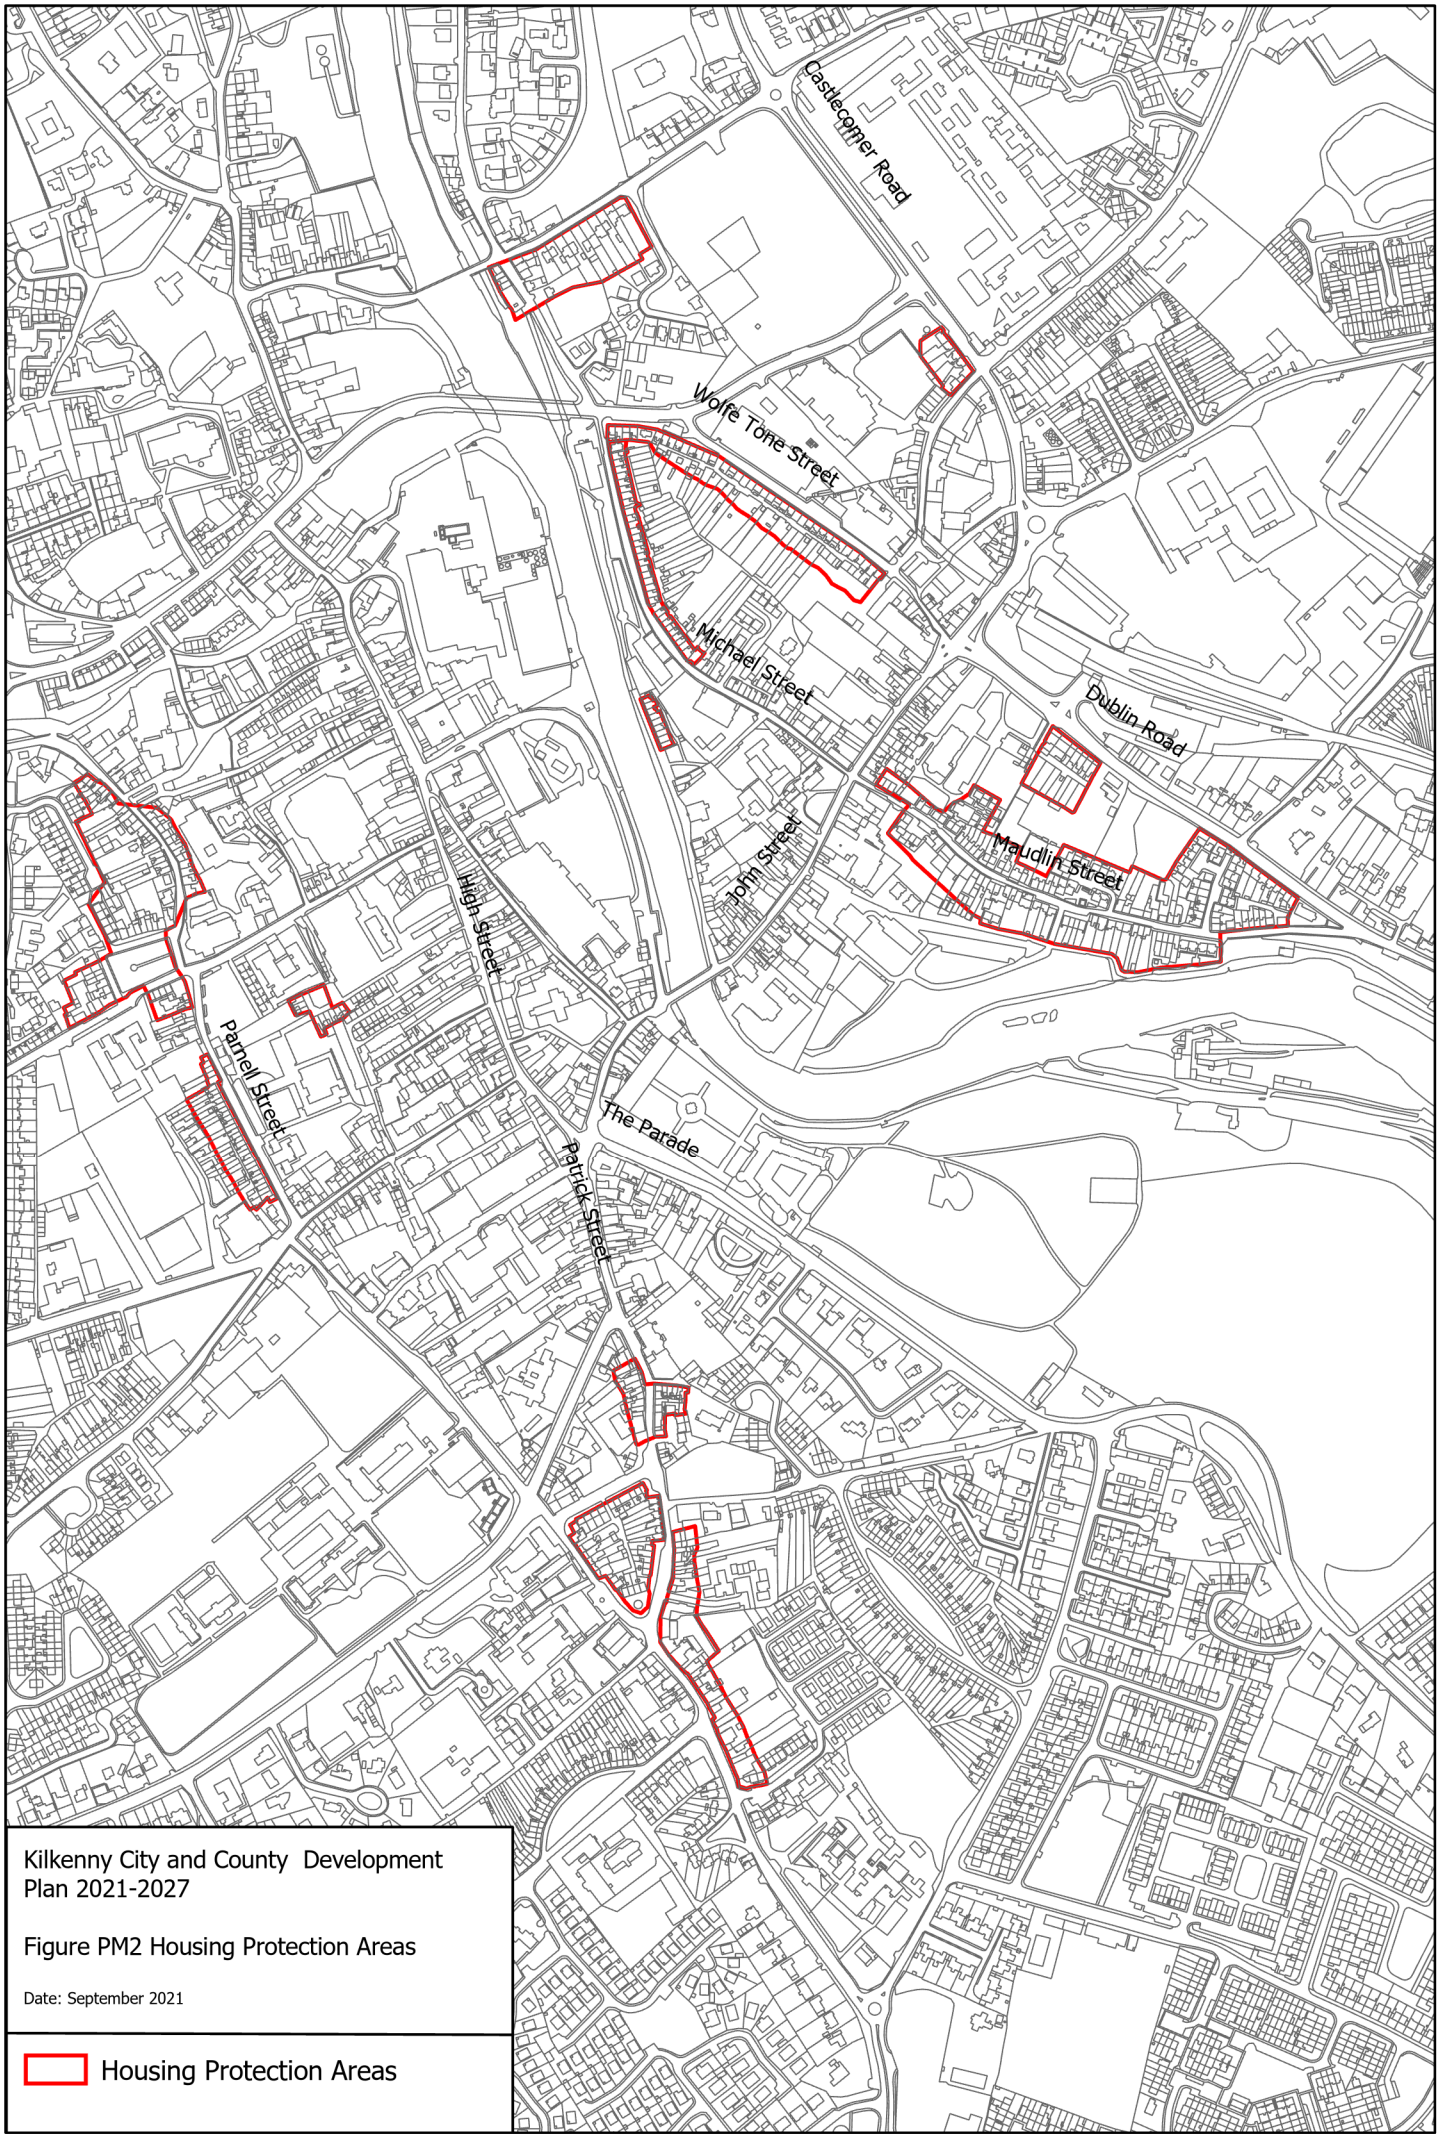 Castlecomer Road
Wolfe Tone Street
Michael Street
Dublin Road
John Street
Maudlin Street
High Street
Parnell Street
The Parade
Patrick Street
Kilkenny City and County Development
Plan 2021-2027
Figure PM2 Housing Protection Areas
Date: September 2021
Housing Protection Areas